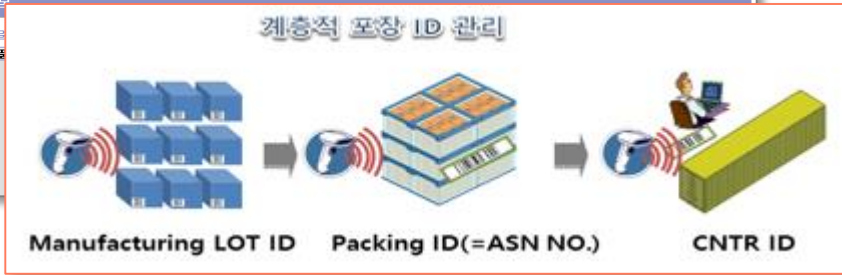 계층적 포장 ID 관리
Manufacturing LOT ID
Packing ID(=ASN NO.)
CNTR ID